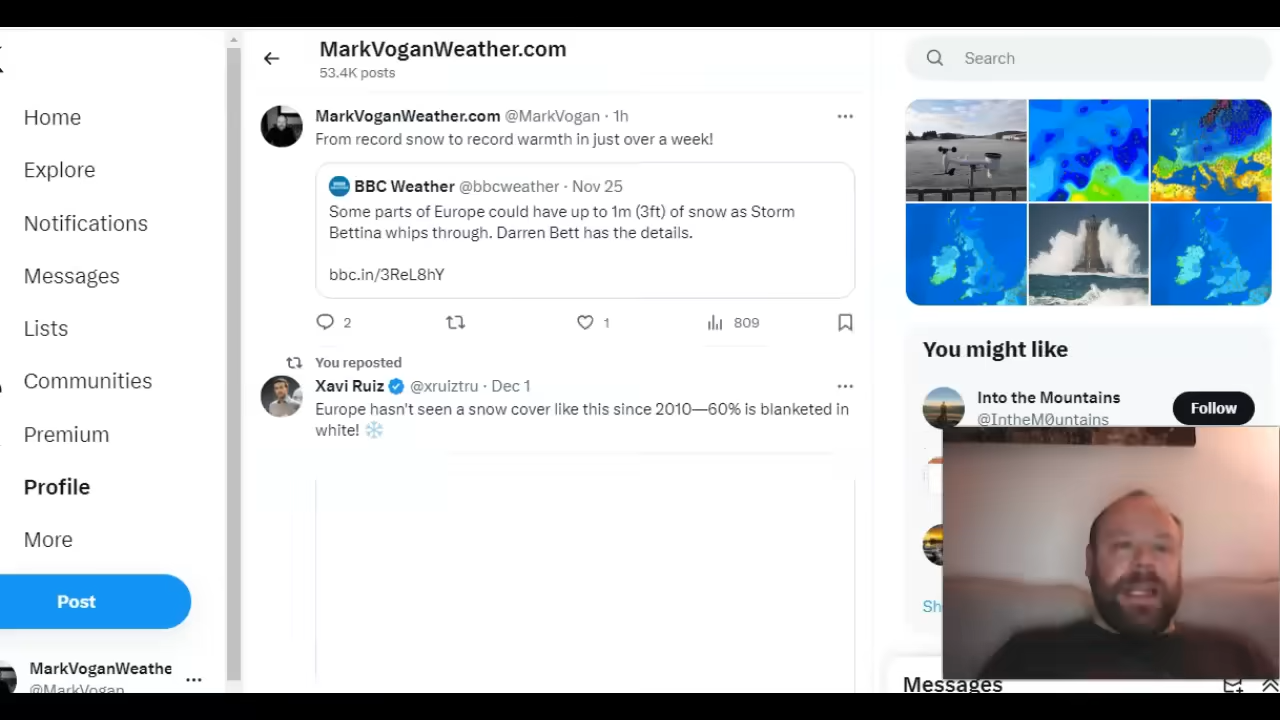 Home
Explore
Notifications
Messages
Lists
Communities
Premium
Profile
More
Post
MarkVoganWeathe
@MarkVogan
MarkVoganWeather.com
53.4K posts
MarkVoganWeather.com @MarkVogan · 1h
From record snow to record warmth in just over a week!
BBC Weather @bbcweather · Nov 25
Some parts of Europe could have up to 1m (3ft) of snow as Storm
Bettina whips through. Darren Bett has the details.
bbc.in/3ReL8hY
2 1 809
You reposted
Xavi Ruiz @xruiztru · Dec 1
Europe hasn't seen a snow cover like this since 2010—60% is blanketed in
white! ❄️
Search
You might like
Into the Mountains
@IntheM0untains
Follow
Sh
Messages